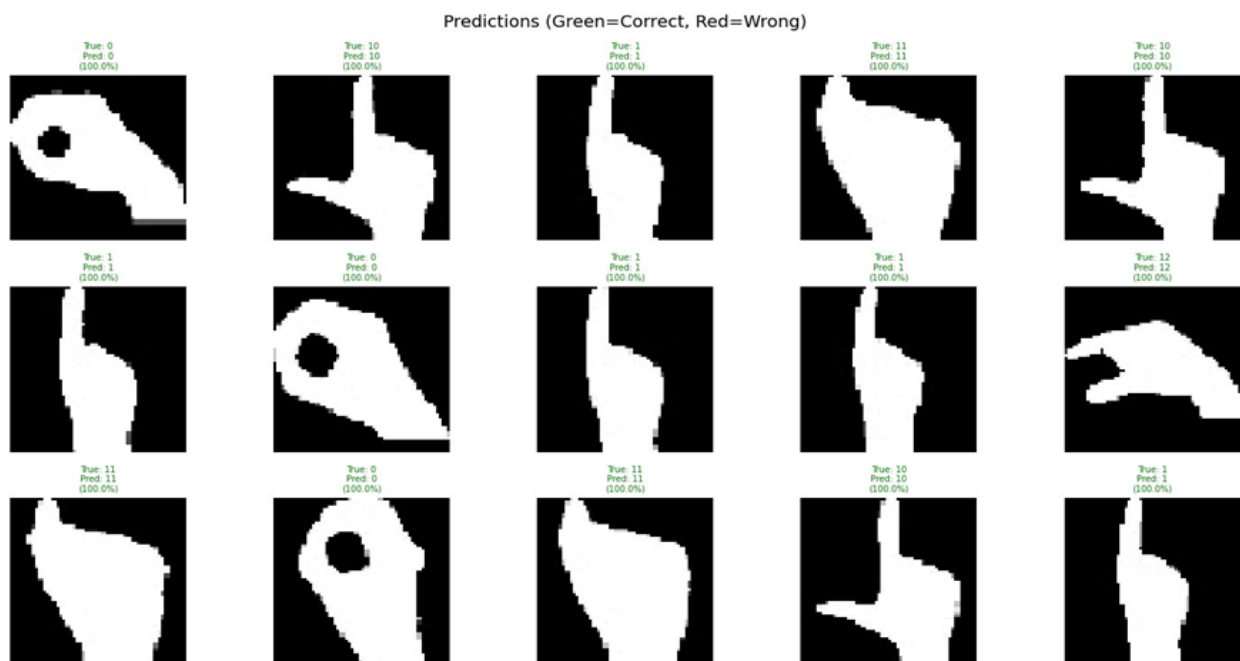 Predictions (Green=Correct, Red=Wrong)
True: 0
Pred: 0
(100.0%)
True: 10
Pred: 10
(100.0%)
True: 1
Pred: 1
(100.0%)
True: 11
Pred: 11
(100.0%)
True: 10
Pred: 10
(100.0%)
True: 1
Pred: 1
(100.0%)
True: 0
Pred: 0
(100.0%)
True: 1
Pred: 1
(100.0%)
True: 1
Pred: 1
(100.0%)
True: 12
Pred: 12
(100.0%)
True: 11
Pred: 11
(100.0%)
True: 0
Pred: 0
(100.0%)
True: 11
Pred: 11
(100.0%)
True: 10
Pred: 10
(100.0%)
True: 1
Pred: 1
(100.0%)